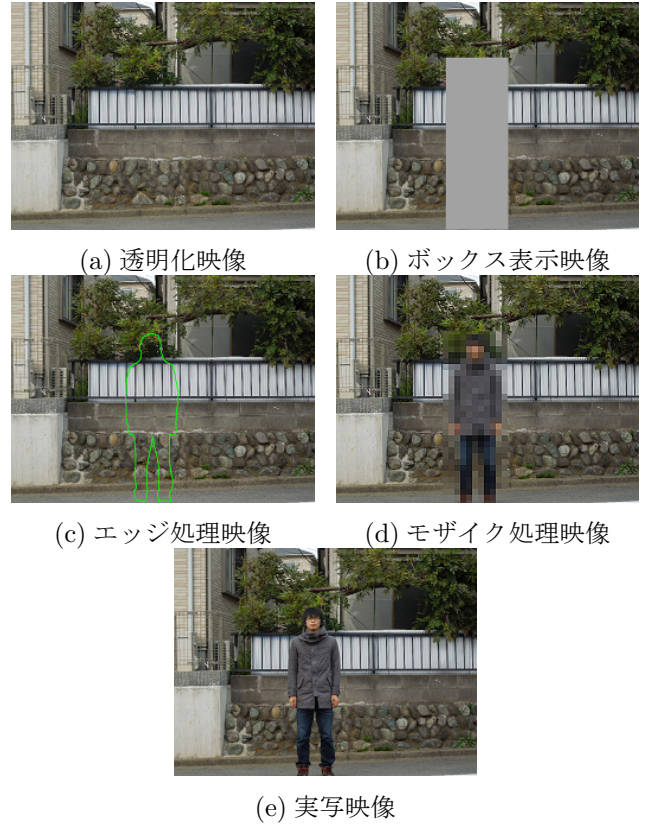 (a) 透明化映像
(b) ボックス表示映像
(c) エッジ処理映像
(d) モザイク処理映像
(e) 実写映像